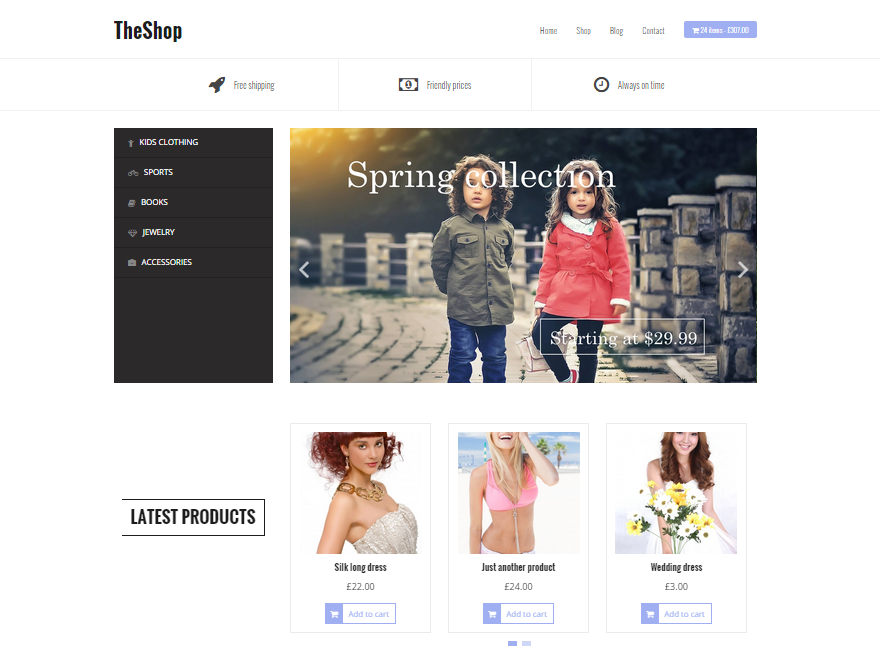 TheShop
Home Shop Blog Contact 24 items - £307.00
Free shipping Friendly prices Always on time
KIDS CLOTHING
SPORTS
BOOKS
JEWELRY
ACCESSORIES
Spring collection
Starting at $29.99
LATEST PRODUCTS
Silk long dress Just another product Wedding dress
£22.00 £24.00 £3.00
Add to cart Add to cart Add to cart